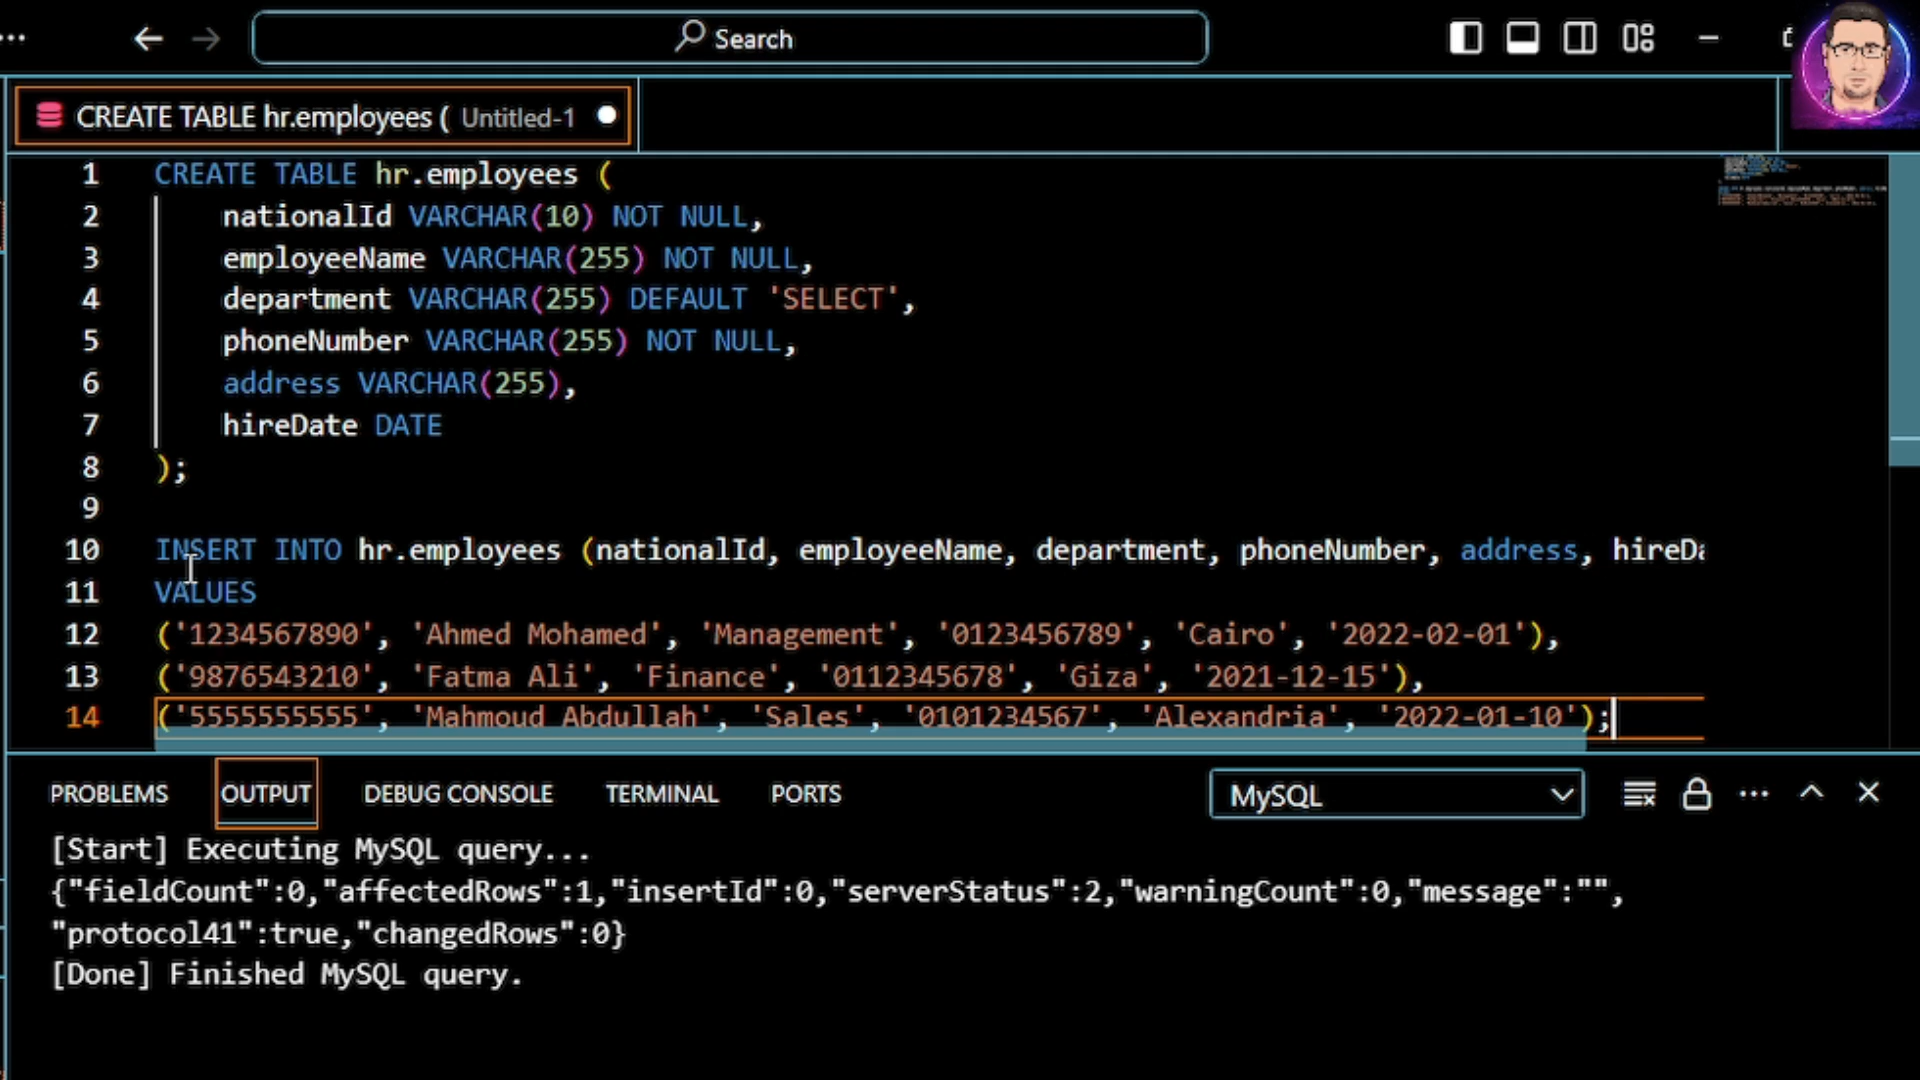 Search
CREATE TABLE hr.employees ( Untitled-1
1 CREATE TABLE hr.employees (
2 nationalId VARCHAR(10) NOT NULL,
3 employeeName VARCHAR(255) NOT NULL,
4 department VARCHAR(255) DEFAULT 'SELECT',
5 phoneNumber VARCHAR(255) NOT NULL,
6 address VARCHAR(255),
7 hireDate DATE
8 );
9
10 INSERT INTO hr.employees (nationalId, employeeName, department, phoneNumber, address, hireDa
11 VALUES
12 ('1234567890', 'Ahmed Mohamed', 'Management', '0123456789', 'Cairo', '2022-02-01'),
13 ('9876543210', 'Fatma Ali', 'Finance', '0112345678', 'Giza', '2021-12-15'),
14 ('5555555555', 'Mahmoud Abdullah', 'Sales', '0101234567', 'Alexandria', '2022-01-10');
PROBLEMS OUTPUT DEBUG CONSOLE TERMINAL PORTS MySQL
[Start] Executing MySQL query...
{"fieldCount":0,"affectedRows":1,"insertId":0,"serverStatus":2,"warningCount":0,"message":"",
"protocol41":true,"changedRows":0}
[Done] Finished MySQL query.